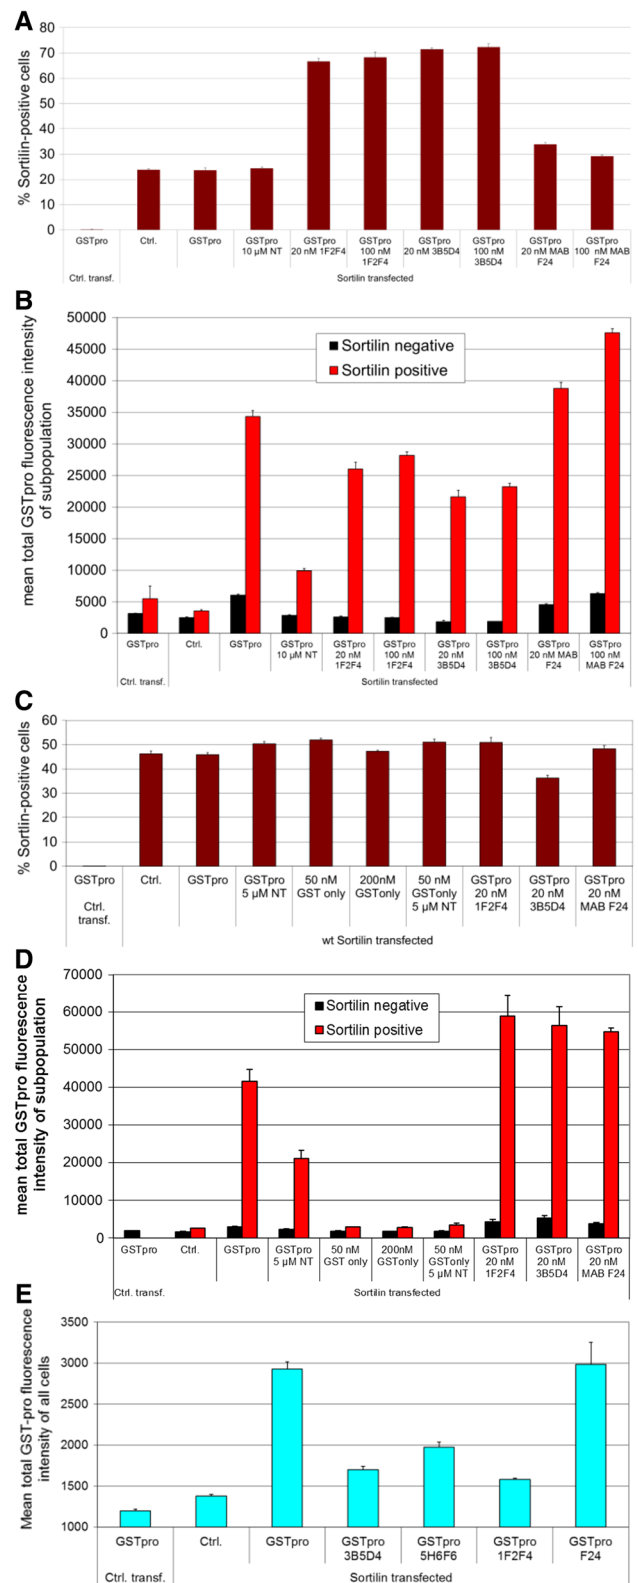 A
% Sortilin-positive cells
80
70
60
50
40
30
20
10
0
GSTpro Ctrl. GSTpro GSTpro GSTpro GSTpro GSTpro GSTpro GSTpro GSTpro
10 µM NT 20 nM 1F2F4 100 nM 20 nM 3B5D4 100 nM 20 nM MAB 100 nM MAB
1F2F4 3B5D4 F24 F24
Ctrl. transf. Sortilin transfected
B
mean total GSTpro fluorescence intensity
of subpopulation
50000
45000
40000
35000
30000
25000
20000
15000
10000
5000
0
Sortilin negative
Sortilin positive
GSTpro Ctrl. GSTpro GSTpro GSTpro GSTpro GSTpro GSTpro GSTpro GSTpro
10 µM NT 20 nM 100 nM 20 nM 100 nM 20 nM MAB 100 nM
1F2F4 1F2F4 3B5D4 3B5D4 F24 MAB F24
Ctrl. transf. Sortilin transfected
C
% Sortlin-positive cells
60
50
40
30
20
10
0
GSTpro Ctrl. GSTpro GSTpro 50 nM 200nM 50 nM GSTpro GSTpro GSTpro
5 µM NT GST only GSTonly GSTonly 20 nM 20 nM 20 nM
Ctrl. 5 µM NT 1F2F4 3B5D4 MAB F24
transf.
wt Sortilin transfected
D
mean total GSTpro fluorescence
intensity of subpopulation
70000
60000
50000
40000
30000
20000
10000
0
Sortilin negative
Sortilin positive
GSTpro Ctrl. GSTpro GSTpro 50 nM 200nM 50 nM GSTpro GSTpro GSTpro
5 µM NT GST only GSTonly GSTonly 20 nM 20 nM 20 nM
5 µM NT 1F2F4 3B5D4 MAB F24
Ctrl. transf. Sortilin transfected
E
Mean total GST-pro fluorescence
intensity of all cells
3500
3000
2500
2000
1500
1000
GSTpro Ctrl. GSTpro GSTpro GSTpro GSTpro GSTpro
3B5D4 5H6F6 1F2F4 F24
Ctrl. transf. Sortilin transfected